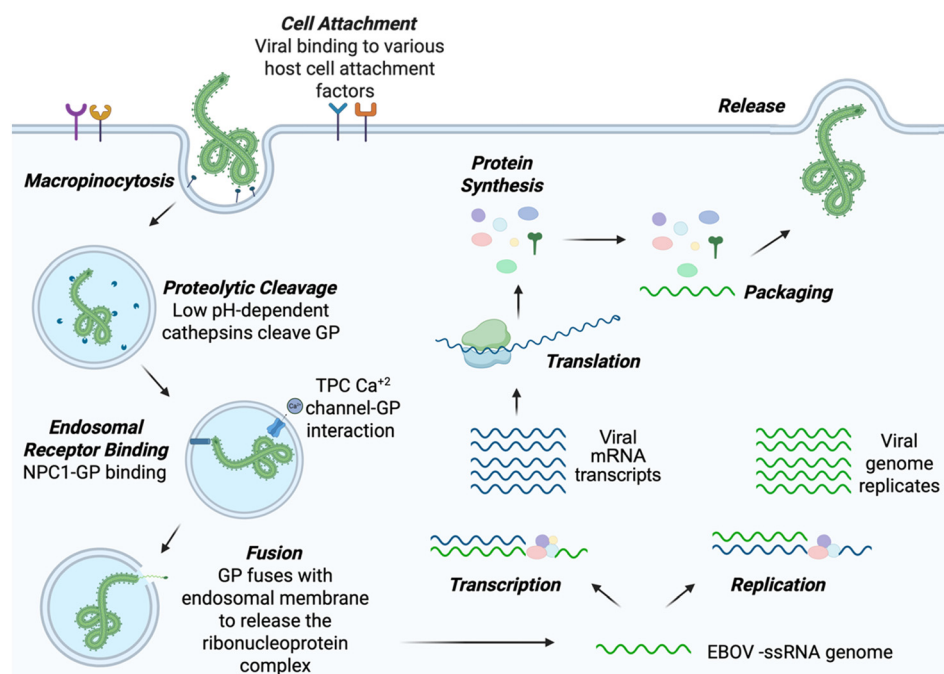 Cell Attachment
Viral binding to various
host cell attachment
factors
Release
Macropinocytosis
Protein
Synthesis
Proteolytic Cleavage
Low pH-dependent
cathepsins cleave GP
Packaging
Translation
TPC Ca⁺²
channel-GP
interaction
Ca²⁺
Endosomal
Receptor Binding
NPC1-GP binding
Viral
mRNA
transcripts
Viral
genome
replicates
Fusion
GP fuses with
endosomal membrane
to release the
ribonucleoprotein
complex
Transcription
Replication
EBOV -ssRNA genome